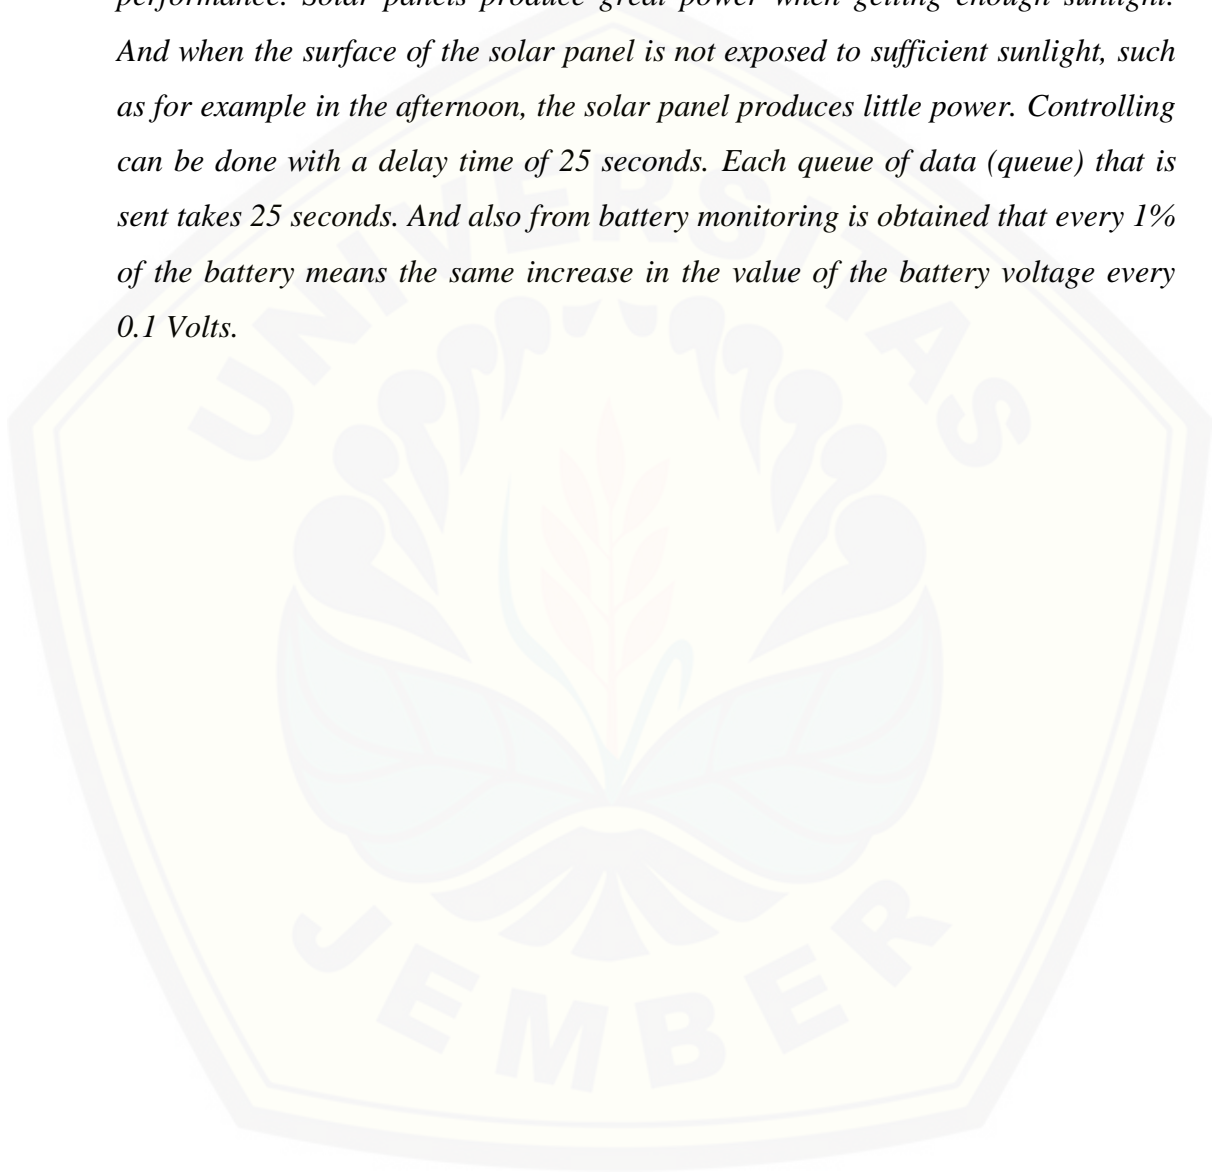 performance. Solar panels produce great power when getting enough sunlight.
And when the surface of the solar panel is not exposed to sufficient sunlight, such
as for example in the afternoon, the solar panel produces little power. Controlling
can be done with a delay time of 25 seconds. Each queue of data (queue) that is
sent takes 25 seconds. And also from battery monitoring is obtained that every 1%
of the battery means the same increase in the value of the battery voltage every
0.1 Volts.
UNIVERSITAS
JEMBER